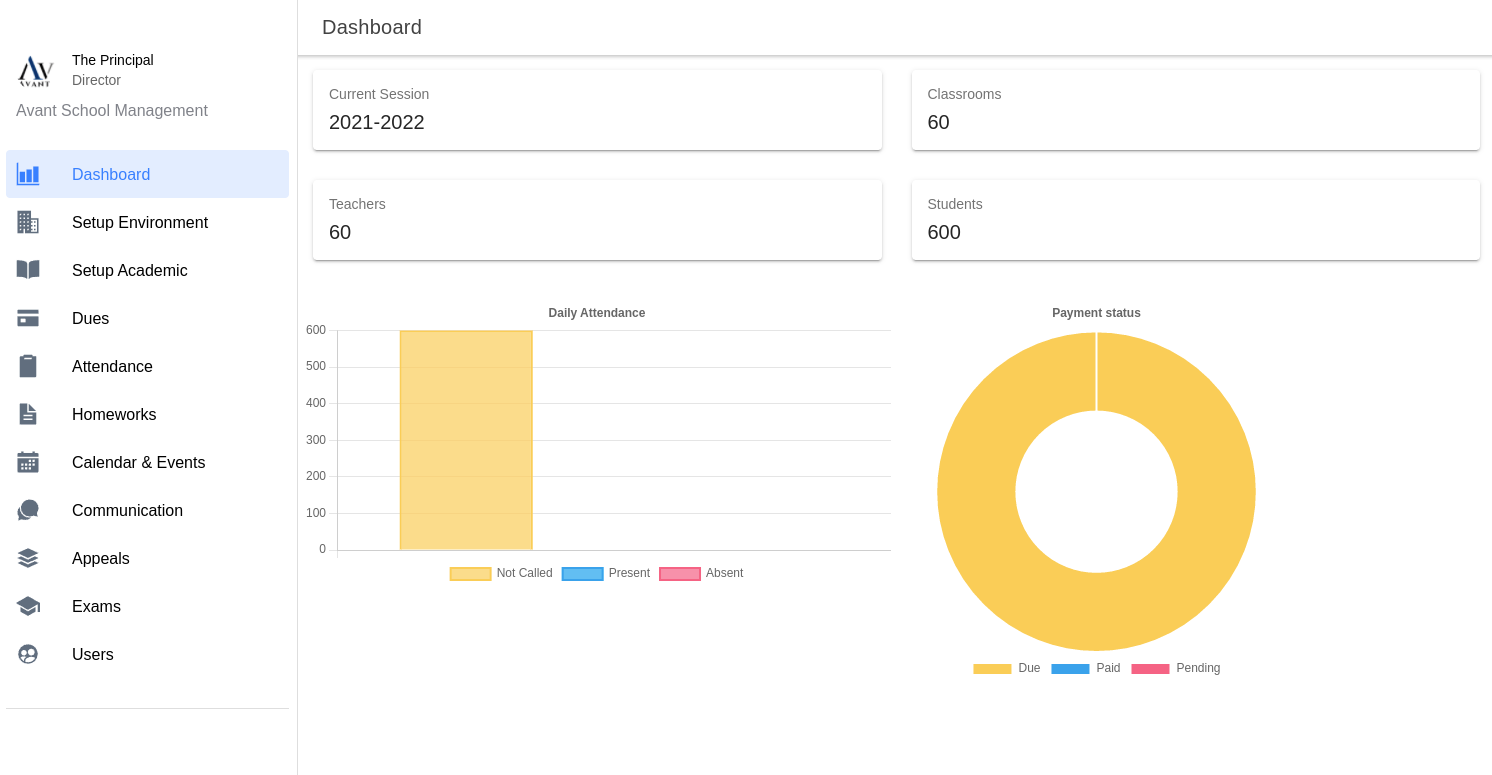 The Principal
Director
AVANT
Avant School Management
Dashboard
Setup Environment
Setup Academic
Dues
Attendance
Homeworks
Calendar & Events
Communication
Appeals
Exams
Users
Dashboard
Current Session
2021-2022
Classrooms
60
Teachers
60
Students
600
Daily Attendance
600
500
400
300
200
100
0
Not Called Present Absent
Payment status
Due Paid Pending